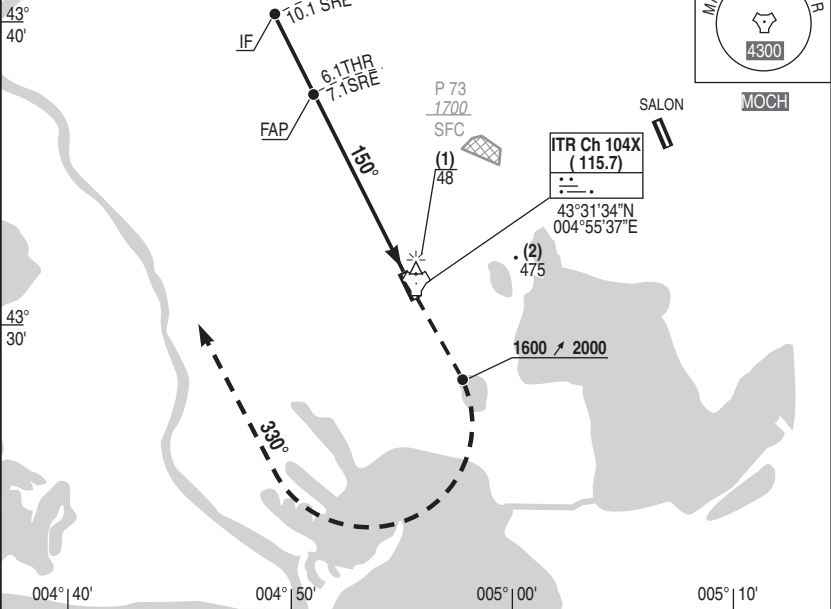 43°
40'
10.1 SRE
IF
6.1THR
7.1SRE
FAP
150°
P 73
1700
SFC
(1)
48
4300
MOCH
SALON
ITR Ch 104X
( 115.7)
43°31'34"N
004°55'37"E
(2)
475
43°
30'
1600 ↗ 2000
330°
004° 40'
004° 50'
005° 00'
005° 10'